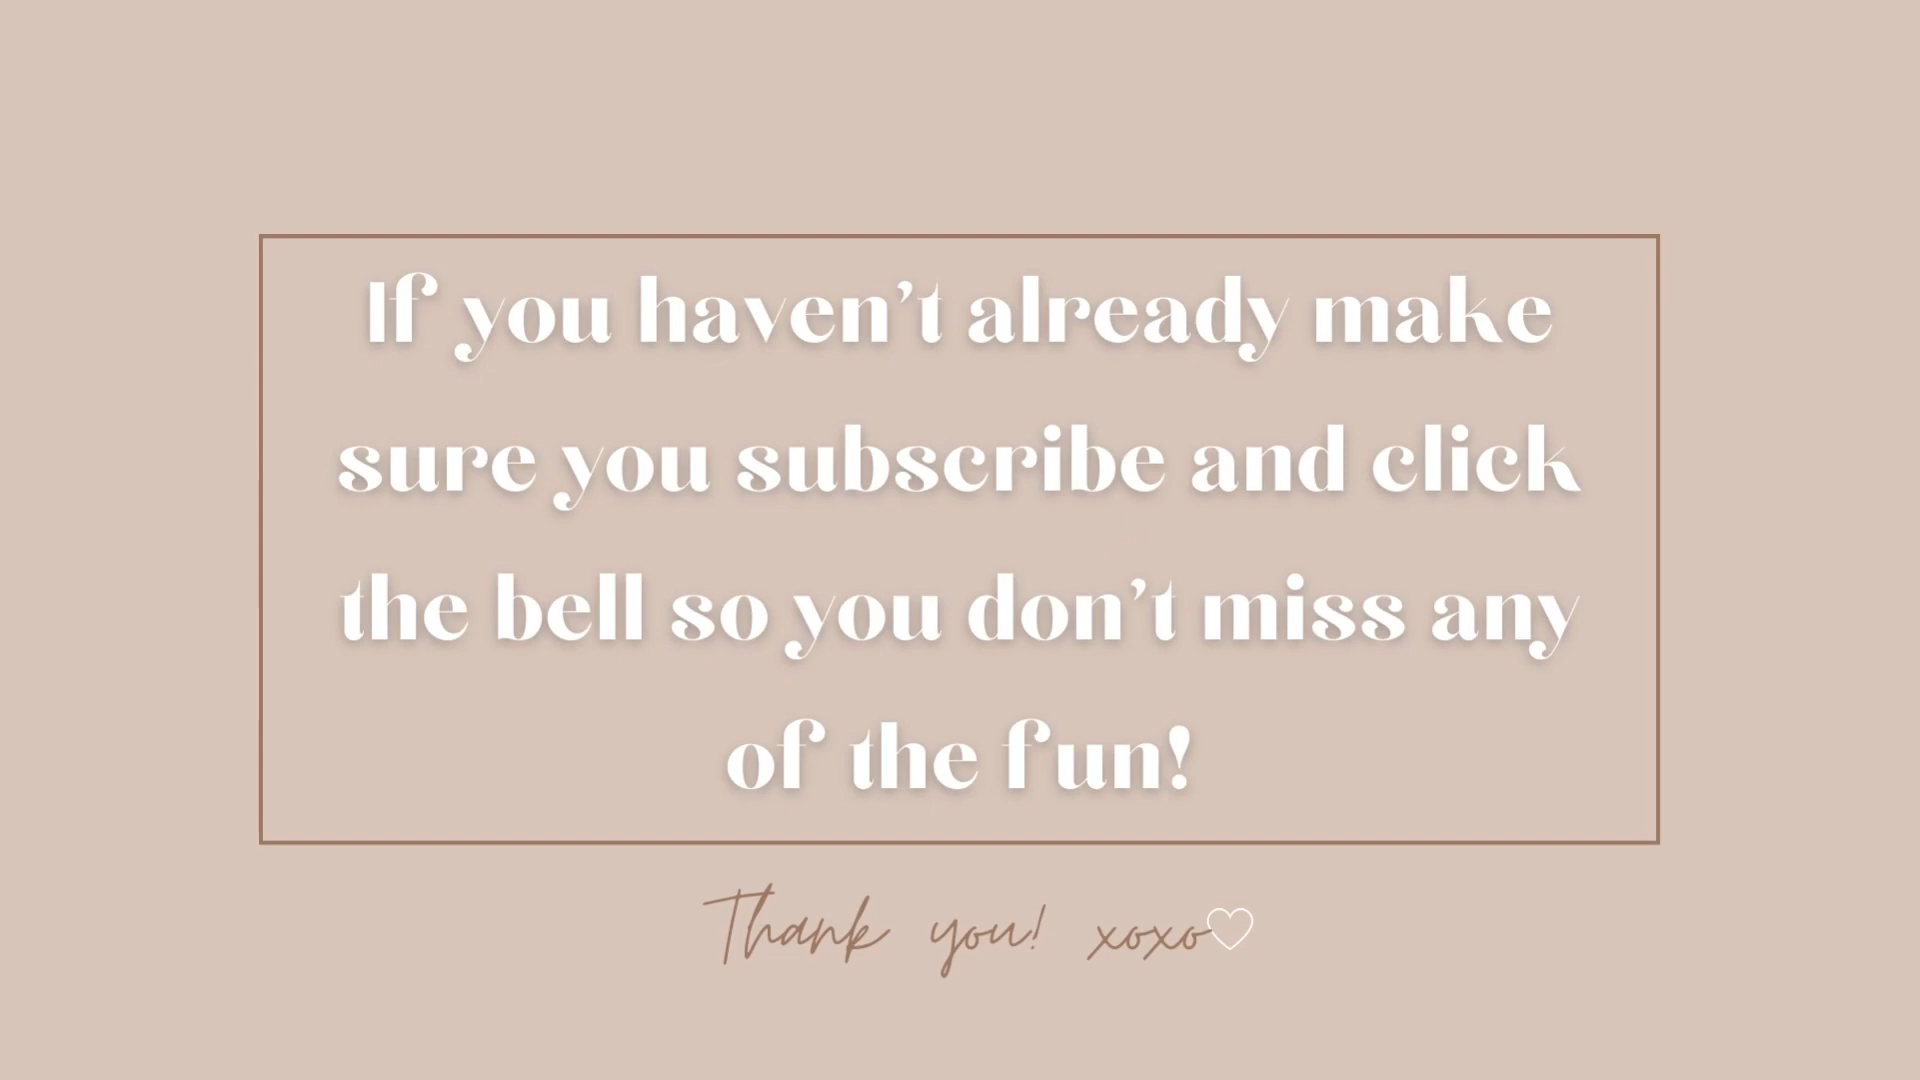 If you haven’t already make
sure you subscribe and click
the bell so you don’t miss any
of the fun!
Thank you! xoxo♡